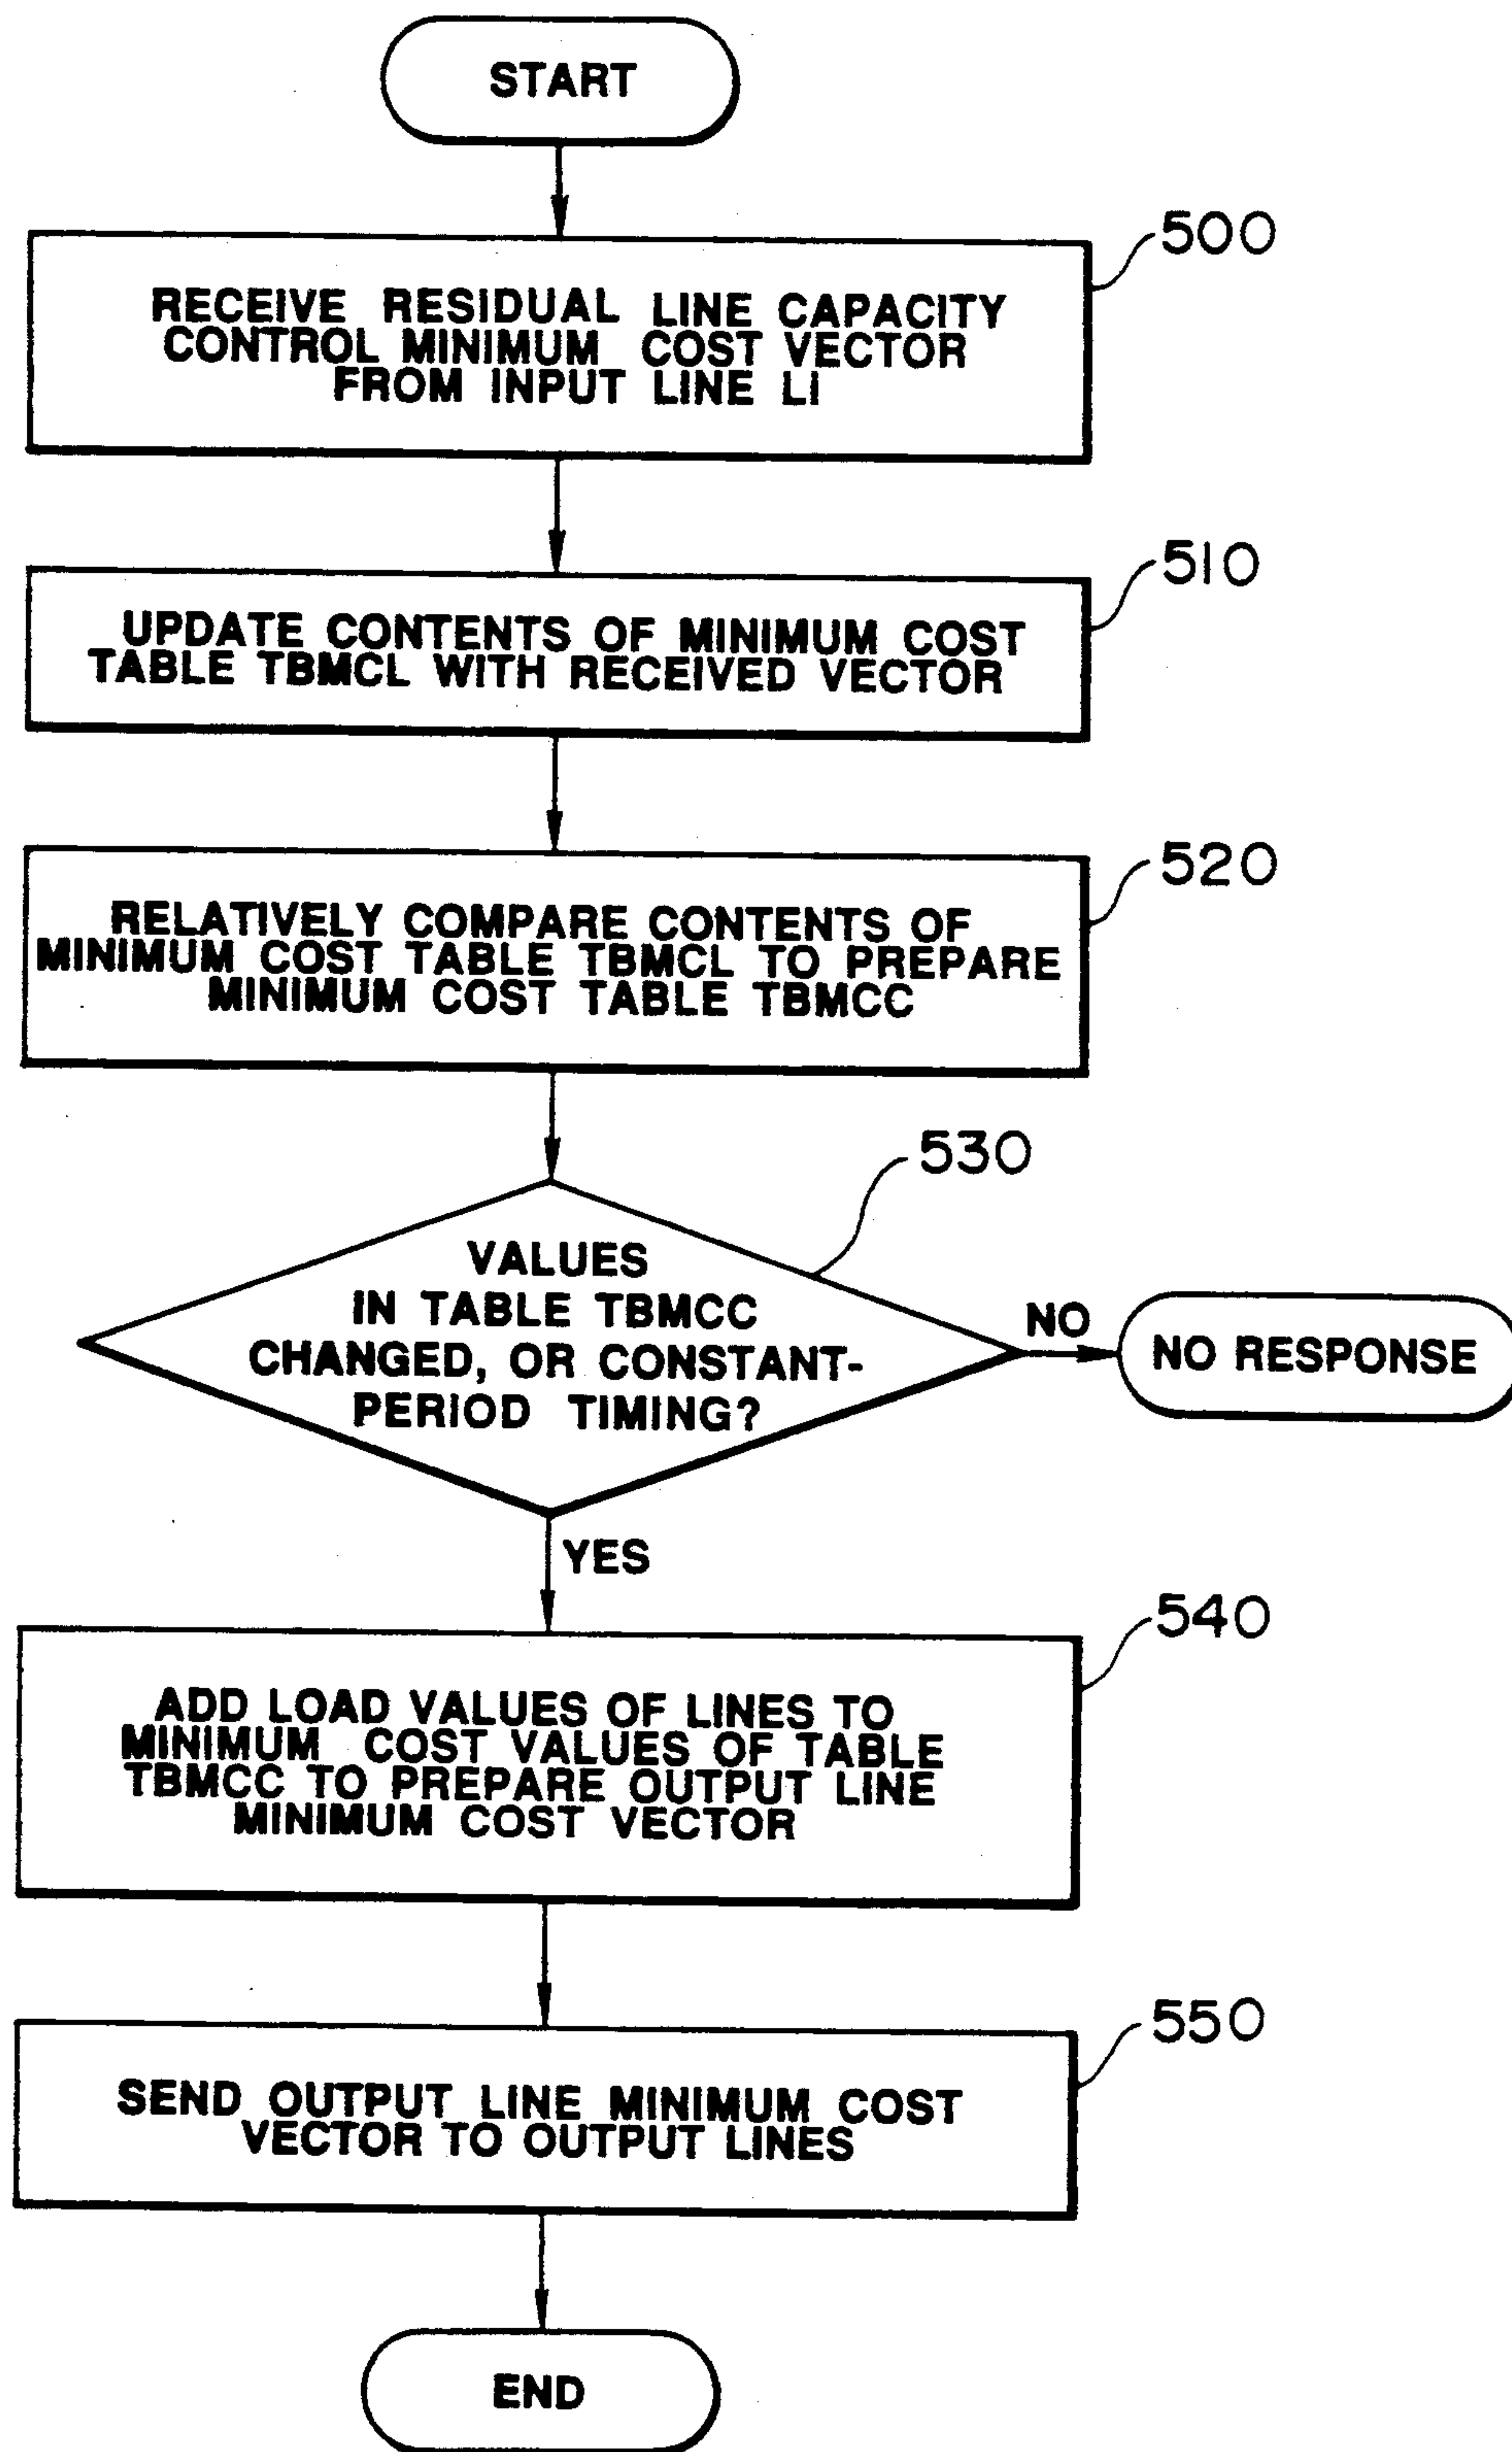 START
500
RECEIVE RESIDUAL LINE CAPACITY
CONTROL MINIMUM COST VECTOR
FROM INPUT LINE Li
510
UPDATE CONTENTS OF MINIMUM COST
TABLE TBMCL WITH RECEIVED VECTOR
520
RELATIVELY COMPARE CONTENTS OF
MINIMUM COST TABLE TBMCL TO PREPARE
MINIMUM COST TABLE TBMCC
530
VALUES
IN TABLE TBMCC
CHANGED, OR CONSTANT-
PERIOD TIMING?
NO
NO RESPONSE
YES
540
ADD LOAD VALUES OF LINES TO
MINIMUM COST VALUES OF TABLE
TBMCC TO PREPARE OUTPUT LINE
MINIMUM COST VECTOR
550
SEND OUTPUT LINE MINIMUM COST
VECTOR TO OUTPUT LINES
END